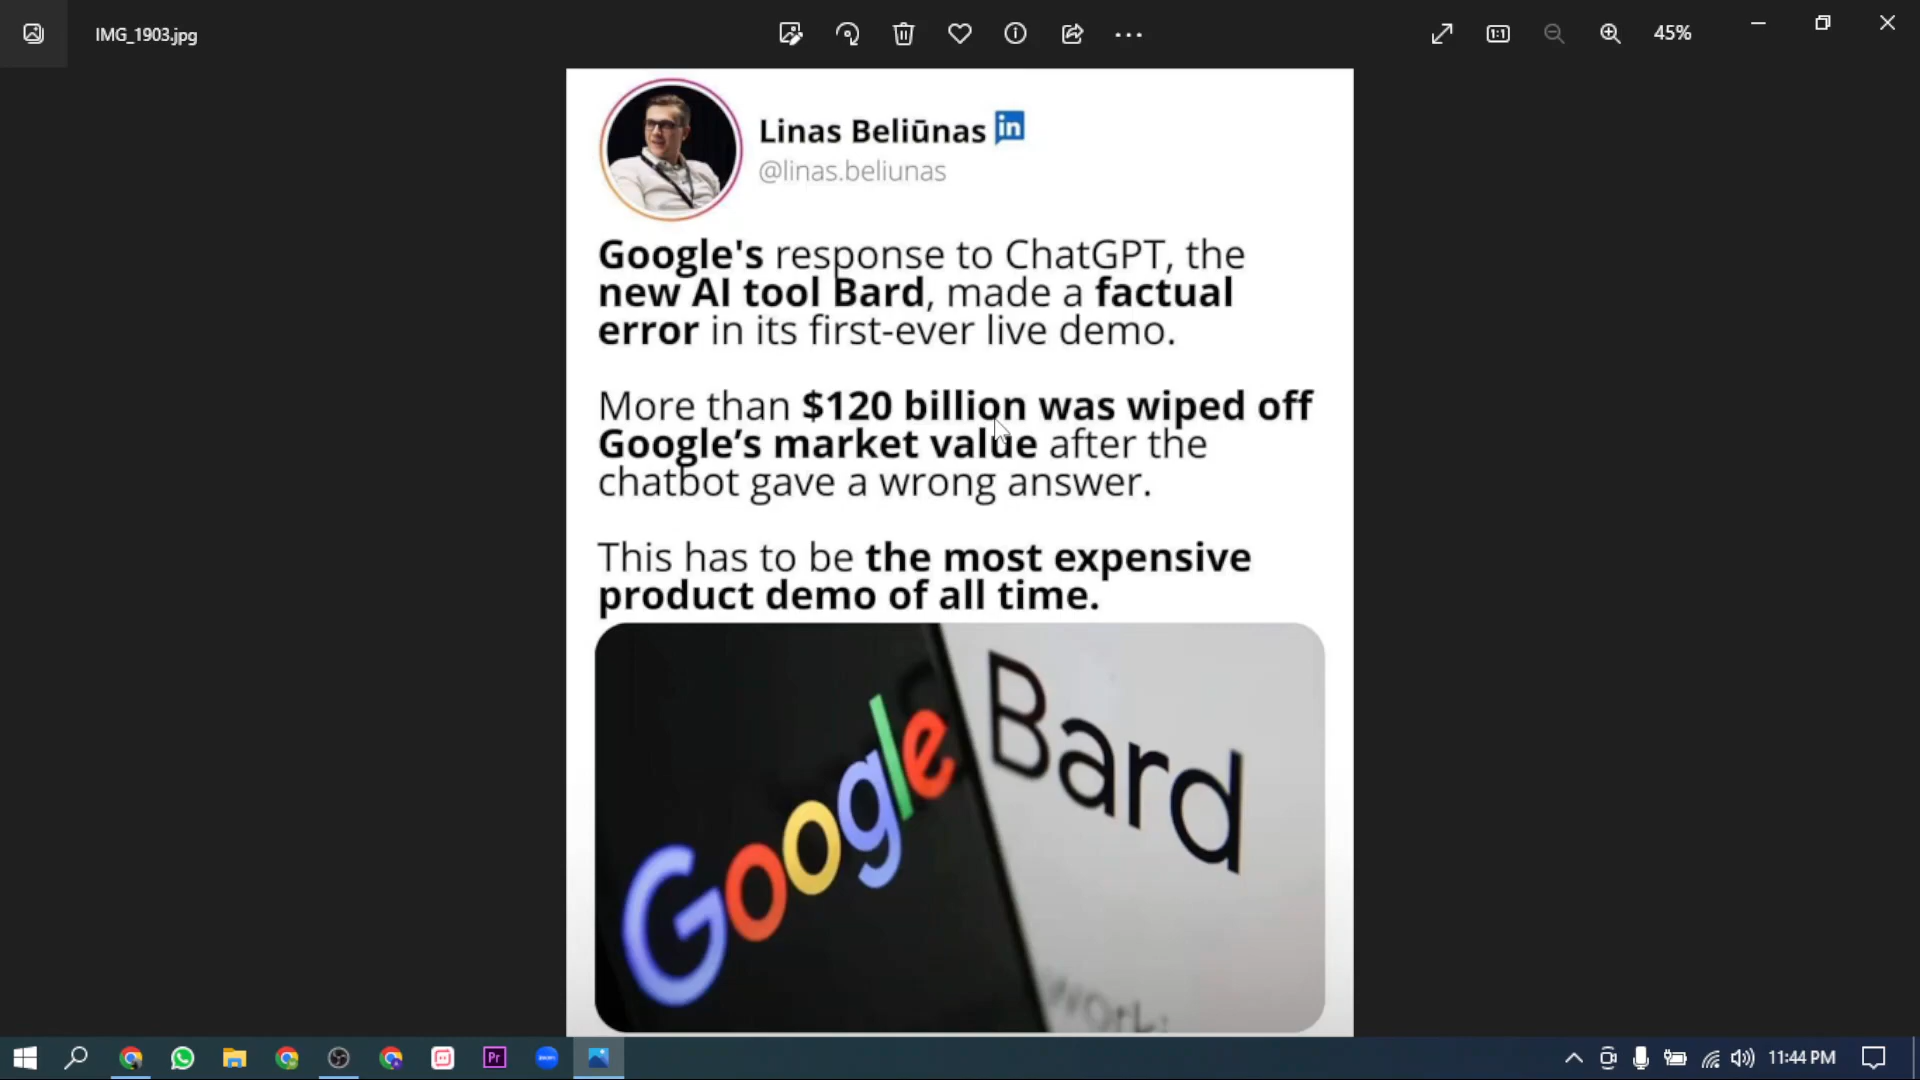 IMG_1903.jpg
45%
Linas Beliūnas in
@linas.beliunas
Google's response to ChatGPT, the
new AI tool Bard, made a factual
error in its first-ever live demo.
More than $120 billion was wiped off
Google’s market value after the
chatbot gave a wrong answer.
This has to be the most expensive
product demo of all time.
Google
Bard
Pr
zoom
11:44 PM